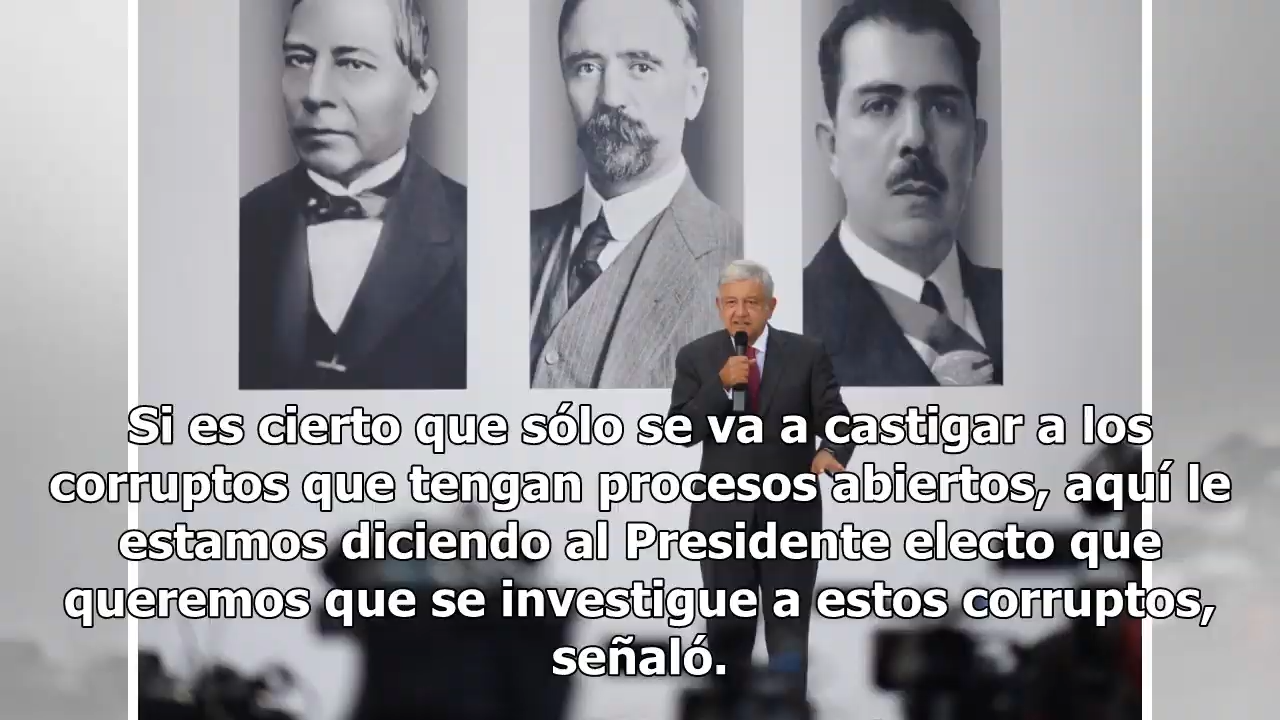 Si es cierto que sólo se va a castigar a los
corruptos que tengan procesos abiertos, aquí le
estamos diciendo al Presidente electo que
queremos que se investigue a estos corruptos,
señaló.